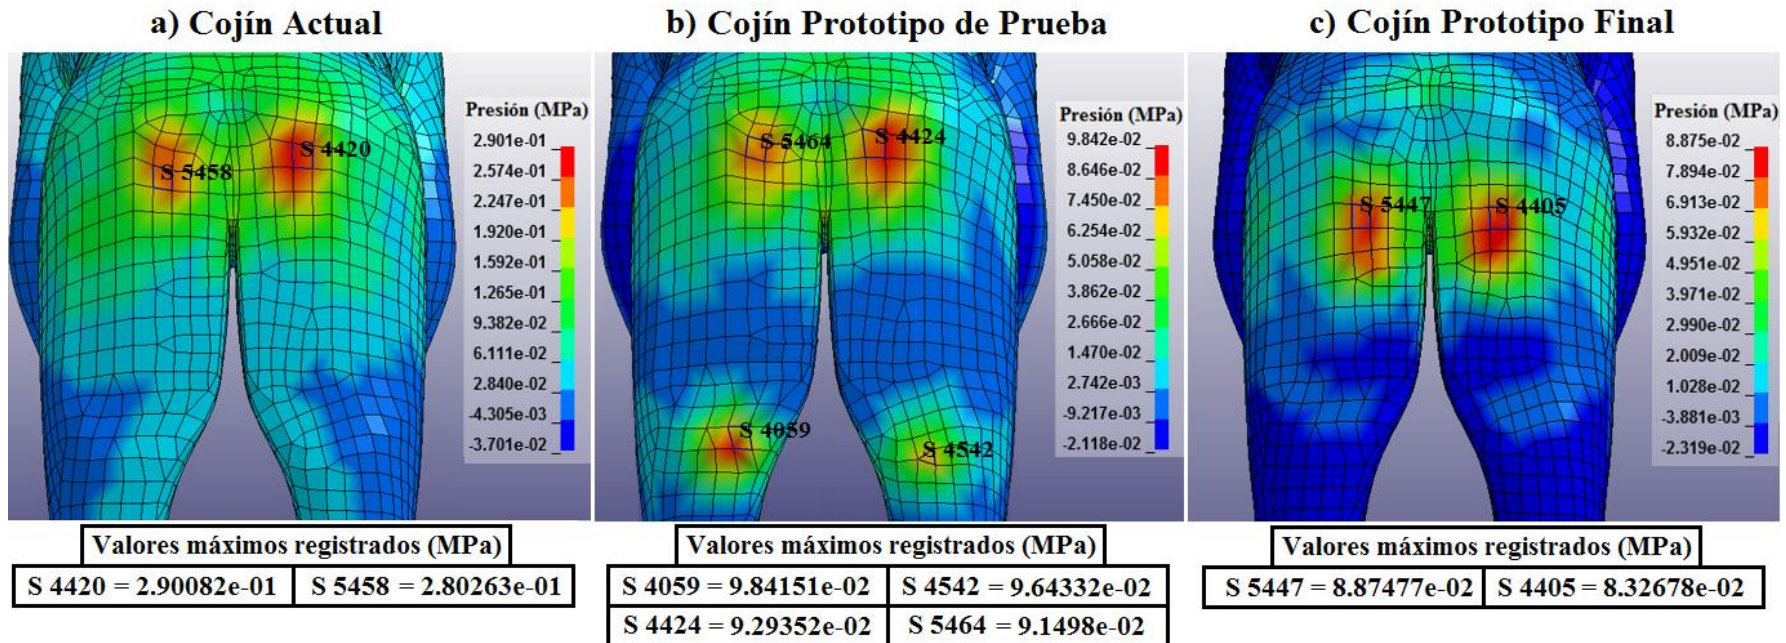 a) Cojín Actual
S 4420
S 5458
Presión (MPa)
2.901e-01
2.574e-01
2.247e-01
1.920e-01
1.592e-01
1.265e-01
9.382e-02
6.111e-02
2.840e-02
-4.305e-03
-3.701e-02
Valores máximos registrados (MPa)
S 4420 = 2.90082e-01 S 5458 = 2.80263e-01
b) Cojín Prototipo de Prueba
S 5464 S 4424
S 4059
S 4542
Presión (MPa)
9.842e-02
8.646e-02
7.450e-02
6.254e-02
5.058e-02
3.862e-02
2.666e-02
1.470e-02
2.742e-03
-9.217e-03
-2.118e-02
Valores máximos registrados (MPa)
S 4059 = 9.84151e-02 S 4542 = 9.64332e-02
S 4424 = 9.29352e-02 S 5464 = 9.1498e-02
c) Cojín Prototipo Final
S 5447 S 4405
Presión (MPa)
8.875e-02
7.894e-02
6.913e-02
5.932e-02
4.951e-02
3.971e-02
2.990e-02
2.009e-02
1.028e-02
-3.881e-03
-2.319e-02
Valores máximos registrados (MPa)
S 5447 = 8.87477e-02 S 4405 = 8.32678e-02